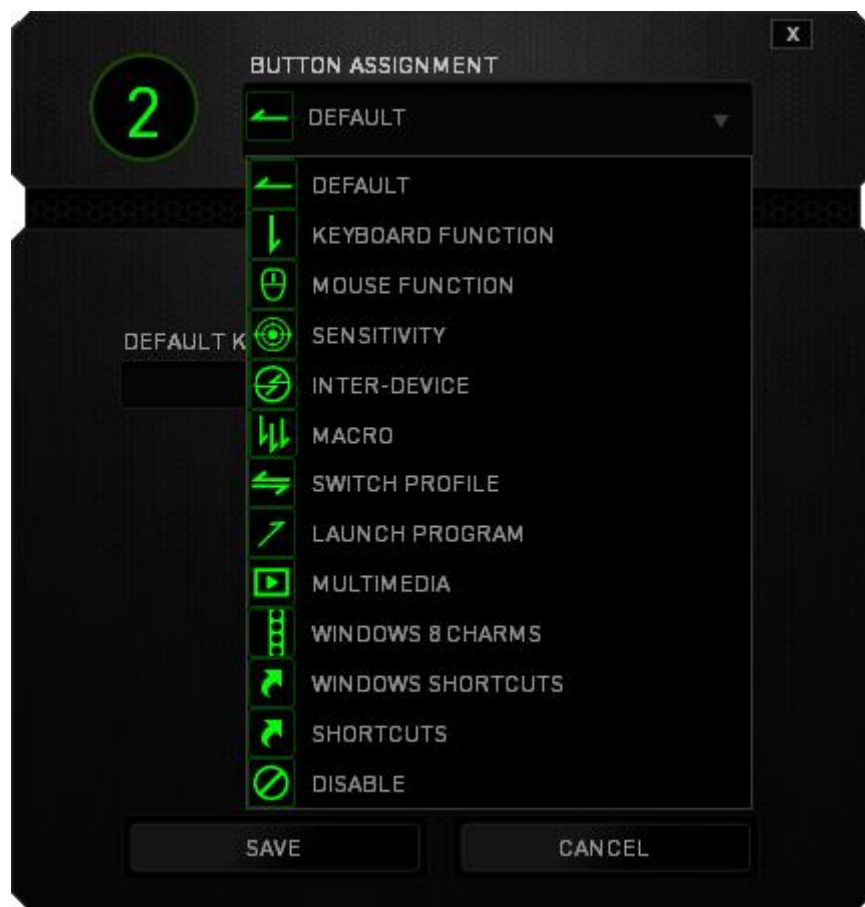 X
BUTTON ASSIGNMENT
2
DEFAULT
DEFAULT
KEYBOARD FUNCTION
MOUSE FUNCTION
SENSITIVITY
DEFAULT K
INTER-DEVICE
MACRO
SWITCH PROFILE
LAUNCH PROGRAM
MULTIMEDIA
WINDOWS 8 CHARMS
WINDOWS SHORTCUTS
SHORTCUTS
DISABLE
SAVE
CANCEL